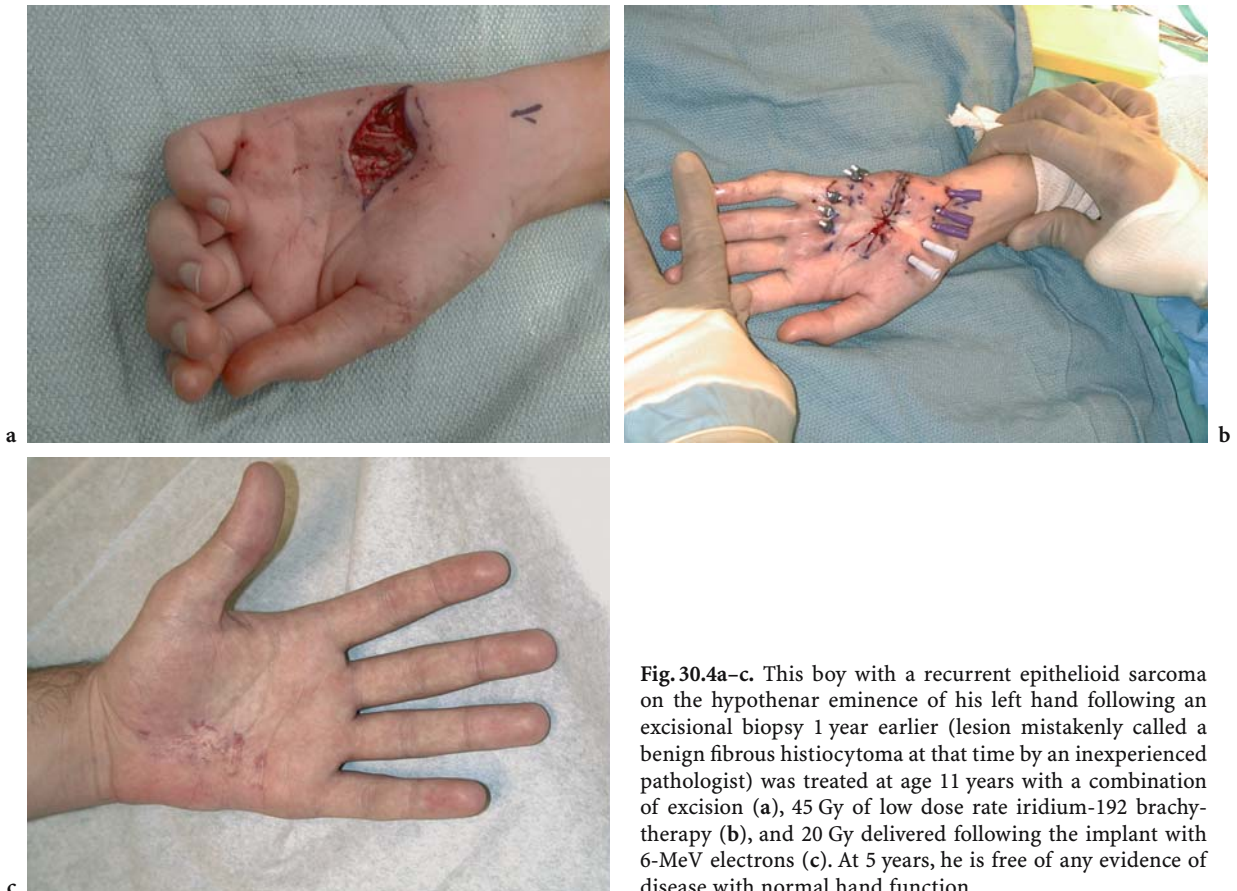 a
b
c
Fig. 30.4a–c. This boy with a recurrent epithelioid sarcoma
on the hypothenar eminence of his left hand following an
excisional biopsy 1 year earlier (lesion mistakenly called a
benign fibrous histiocytoma at that time by an inexperienced
pathologist) was treated at age 11 years with a combination
of excision (a), 45 Gy of low dose rate iridium-192 brachy-
therapy (b), and 20 Gy delivered following the implant with
6-MeV electrons (c). At 5 years, he is free of any evidence of
disease with normal hand function